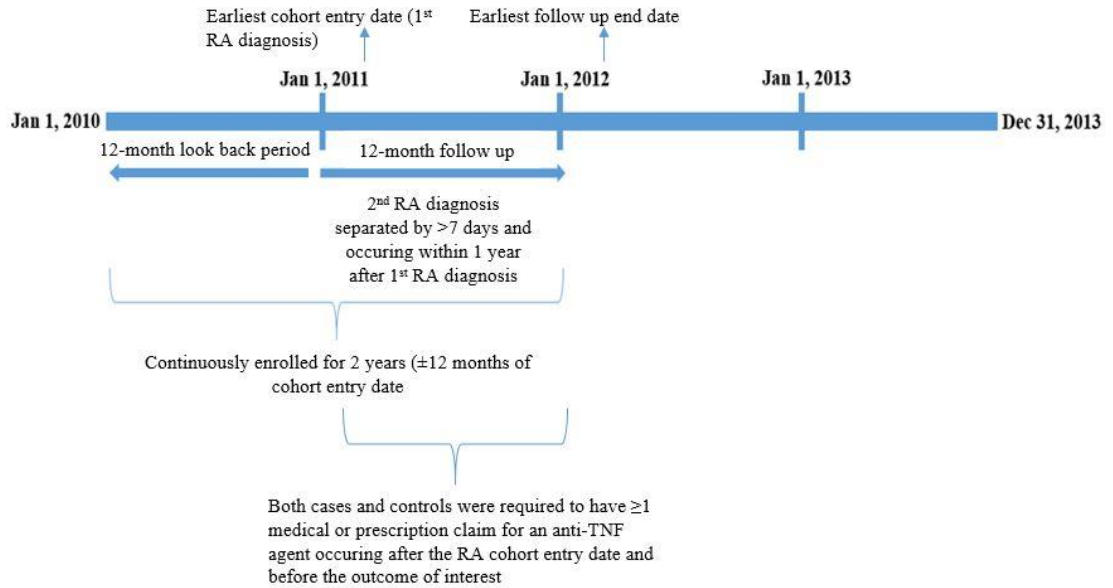 Earliest cohort entry date (1st
RA diagnosis)
Earliest follow up end date
Jan 1, 2011
Jan 1, 2012
Jan 1, 2013
Jan 1, 2010
Dec 31, 2013
12-month look back period
12-month follow up
2nd RA diagnosis
separated by >7 days and
occuring within 1 year
after 1st RA diagnosis
Continuously enrolled for 2 years (±12 months of
cohort entry date
Both cases and controls were required to have ≥1
medical or prescription claim for an anti-TNF
agent occuring after the RA cohort entry date and
before the outcome of interest